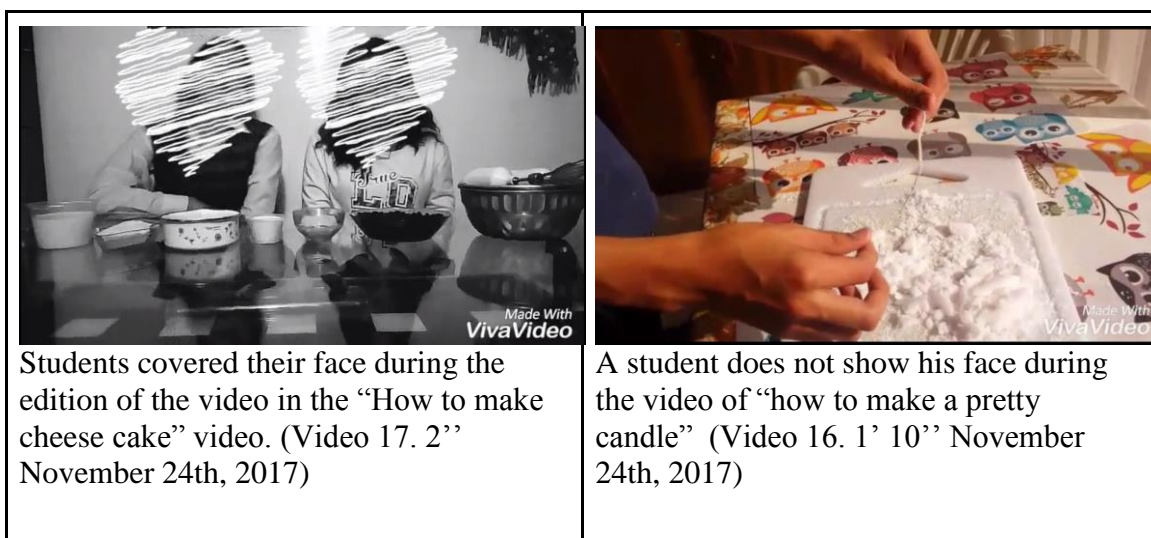 True
Made With
VivaVideo
Made With
VivaVideo
Students covered their face during the
edition of the video in the “How to make
cheese cake” video. (Video 17. 2’’
November 24th, 2017)
A student does not show his face during
the video of “how to make a pretty
candle”  (Video 16. 1’ 10’’ November
24th, 2017)